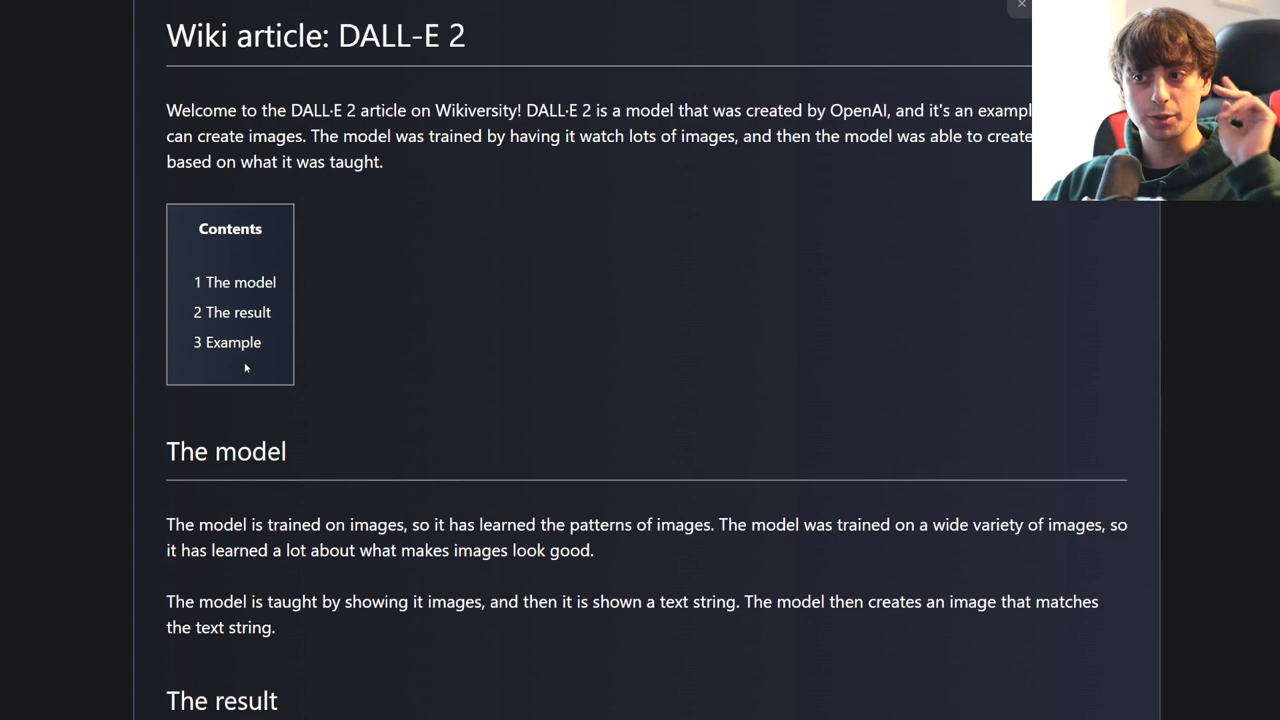 Wiki article: DALL-E 2
Welcome to the DALL·E 2 article on Wikiversity! DALL·E 2 is a model that was created by OpenAI, and it's an exampl
can create images. The model was trained by having it watch lots of images, and then the model was able to create
based on what it was taught.
Contents
1 The model
2 The result
3 Example
The model
The model is trained on images, so it has learned the patterns of images. The model was trained on a wide variety of images, so
it has learned a lot about what makes images look good.
The model is taught by showing it images, and then it is shown a text string. The model then creates an image that matches
the text string.
The result